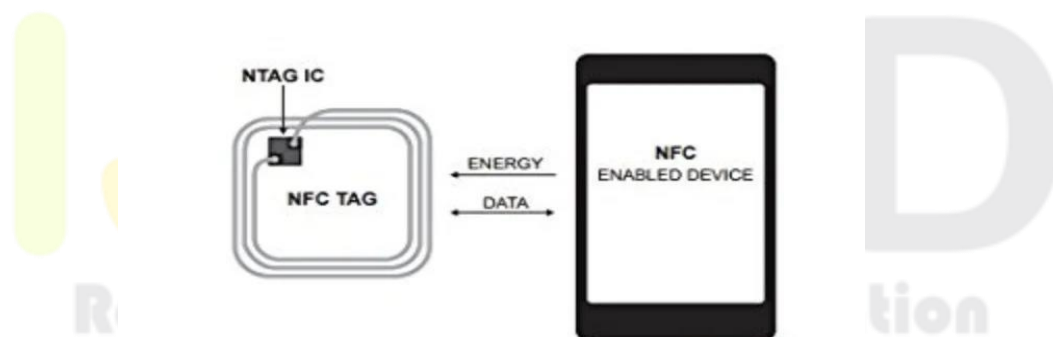 NTAG IC
NFC TAG
ENERGY
DATA
NFC
ENABLED DEVICE